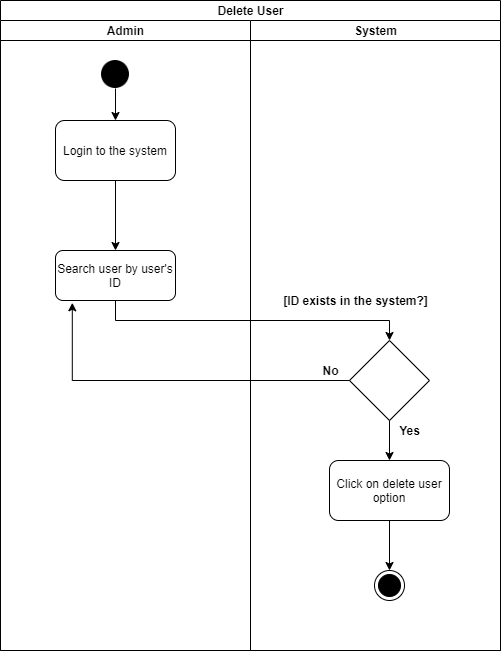 Delete User
Admin
System
Login to the system
Search user by user's
ID
[ID exists in the system?]
No
Yes
Click on delete user
option